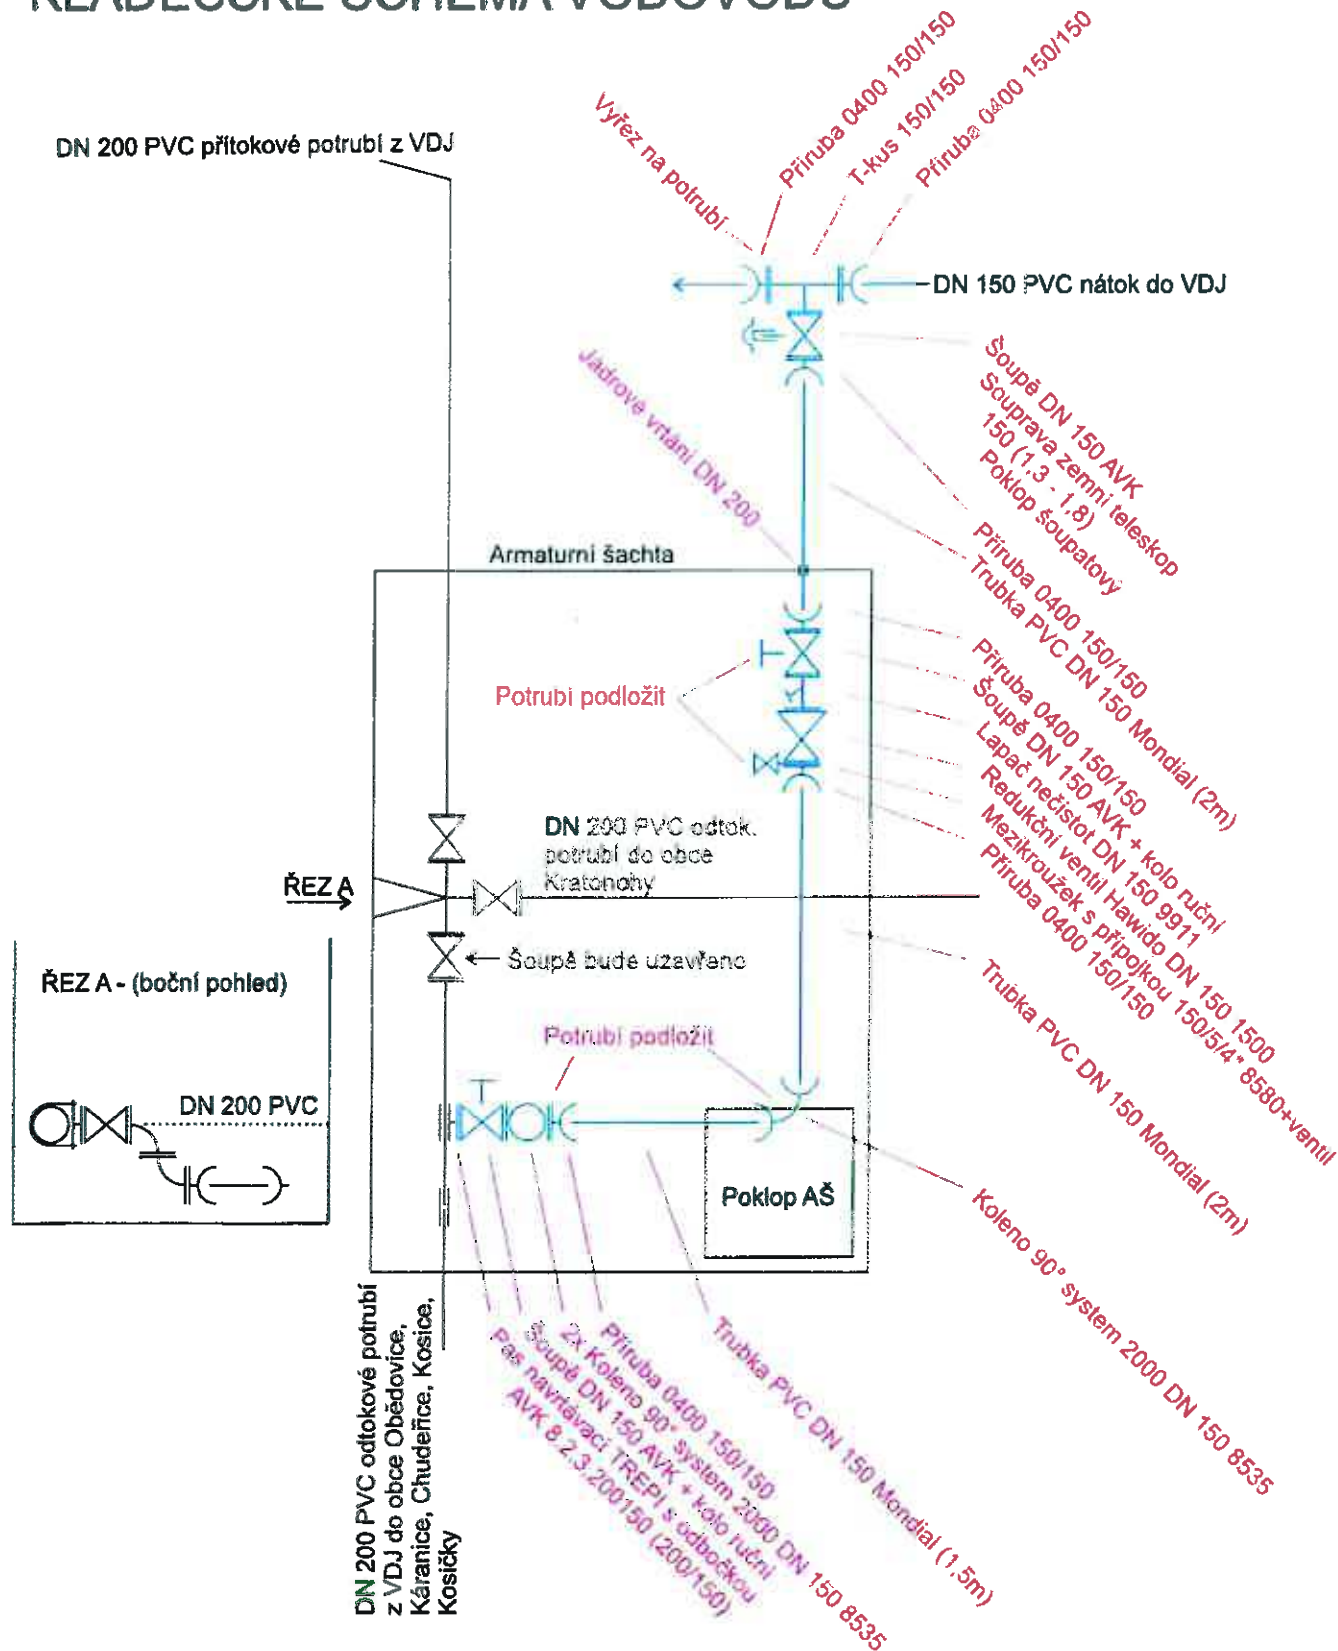 KLADEČSKÉ SCHÉMA VODOVODU
DN 200 PVC přítokové potrubí z VDJ
Vyřez na potrubí
Příruba 0400 150/150
T-kus 150/150
Příruba 0400 150/150
DN 150 PVC nátok do VDJ
Šoupě DN 150 AVK
Souprava zemní teleskop
150 (1,3 - 1,8)
Poklop šoupatový
Jádrové vrtání DN 200
Příruba 0400 150/150
Trubka PVC DN 150 Mondial (2m)
Armaturní šachta
Potrubí podložit
Příruba 0400 150/150
Šoupě DN 150 AVK + kolo ruční
Lapač nečistot DN 150 9911
Redukční ventil Hawido DN 150 1500
Mezikroužek s přípojkou 150/5/4" 8580+ventil
Příruba 0400 150/150
DN 200 PVC odtok.
potrubí do obce
Kratonohy
ŘEZ A
Šoupě bude uzavřeno
ŘEZ A - (boční pohled)
DN 200 PVC
Trubka PVC DN 150 Mondial (2m)
Potrubí podložit
Poklop AŠ
Koleno 90° system 2000 DN 150 8535
Trubka PVC DN 150 Mondial (1,5m)
Příruba 0400 150/150
2x Koleno 90° system 2000 DN 150 8535
Šoupě DN 150 AVK + kolo ruční
Pas navrtávací TREPI s odbočkou
AVK 8.2.3.200150 (200/150)
DN 200 PVC odtokové potrubí
z VDJ do obce Obědovice,
Káranice, Chudeřice, Kosice,
Kosičky